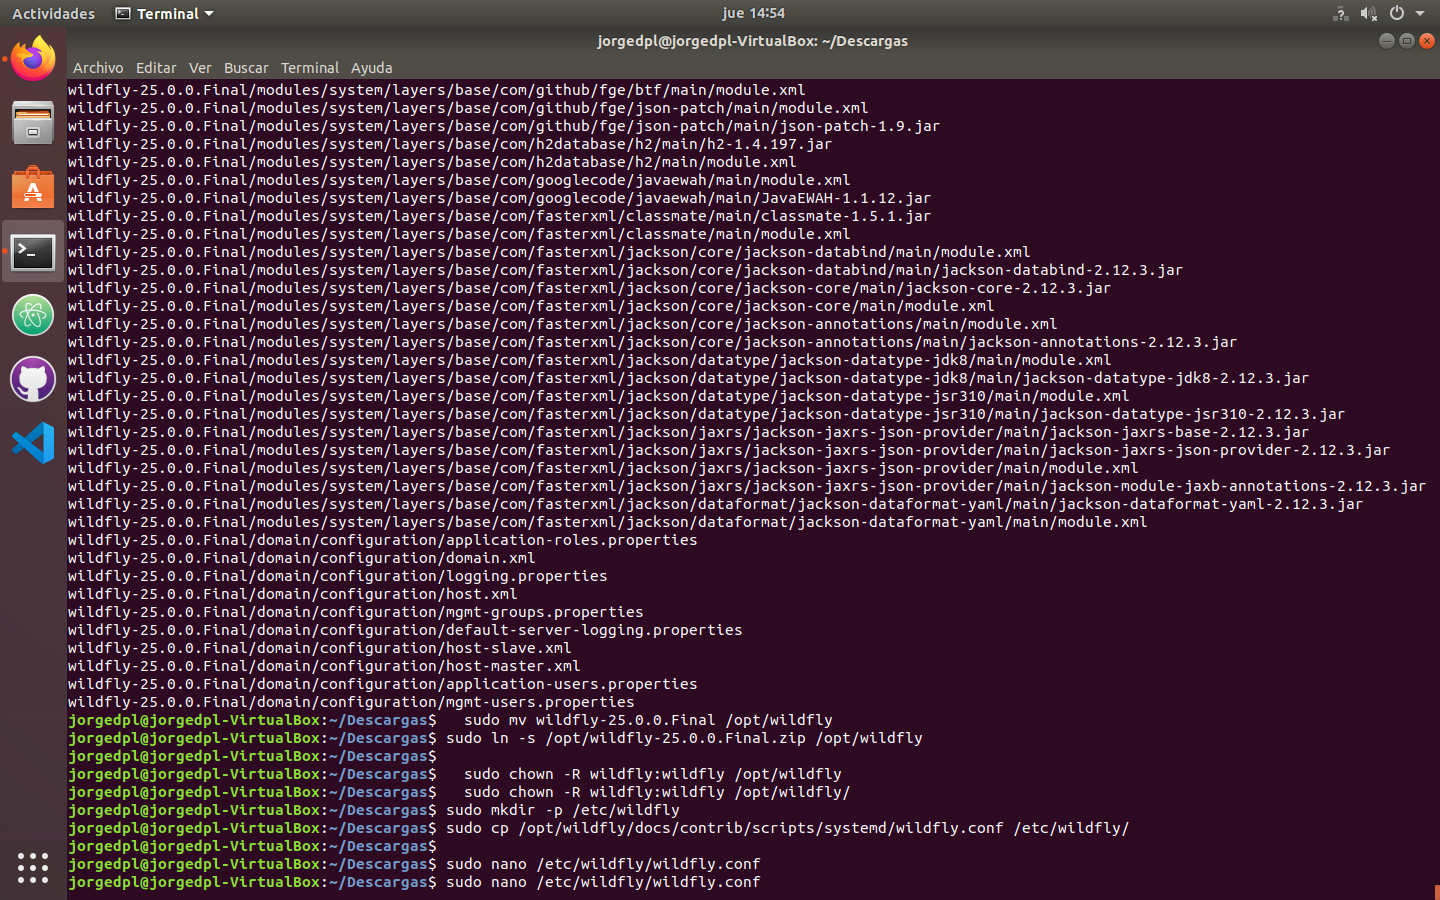 Actividades
Terminal
jue 14:54
jorgedpl@jorgedpl-VirtualBox: ~/Descargas
Archivo Editar Ver Buscar Terminal Ayuda
wildfly-25.0.0.Final/modules/system/layers/base/com/github/fge/btf/main/module.xml
wildfly-25.0.0.Final/modules/system/layers/base/com/github/fge/json-patch/main/module.xml
wildfly-25.0.0.Final/modules/system/layers/base/com/github/fge/json-patch/main/json-patch-1.9.jar
wildfly-25.0.0.Final/modules/system/layers/base/com/h2database/h2/main/h2-1.4.197.jar
wildfly-25.0.0.Final/modules/system/layers/base/com/h2database/h2/main/module.xml
wildfly-25.0.0.Final/modules/system/layers/base/com/googlecode/javaewah/main/module.xml
wildfly-25.0.0.Final/modules/system/layers/base/com/googlecode/javaewah/main/JavaEWAH-1.1.12.jar
wildfly-25.0.0.Final/modules/system/layers/base/com/fasterxml/classmate/main/classmate-1.5.1.jar
wildfly-25.0.0.Final/modules/system/layers/base/com/fasterxml/classmate/main/module.xml
wildfly-25.0.0.Final/modules/system/layers/base/com/fasterxml/jackson/core/jackson-databind/main/module.xml
wildfly-25.0.0.Final/modules/system/layers/base/com/fasterxml/jackson/core/jackson-databind/main/jackson-databind-2.12.3.jar
wildfly-25.0.0.Final/modules/system/layers/base/com/fasterxml/jackson/core/jackson-core/main/jackson-core-2.12.3.jar
wildfly-25.0.0.Final/modules/system/layers/base/com/fasterxml/jackson/core/jackson-core/main/module.xml
wildfly-25.0.0.Final/modules/system/layers/base/com/fasterxml/jackson/core/jackson-annotations/main/module.xml
wildfly-25.0.0.Final/modules/system/layers/base/com/fasterxml/jackson/core/jackson-annotations/main/jackson-annotations-2.12.3.jar
wildfly-25.0.0.Final/modules/system/layers/base/com/fasterxml/jackson/datatype/jackson-datatype-jdk8/main/module.xml
wildfly-25.0.0.Final/modules/system/layers/base/com/fasterxml/jackson/datatype/jackson-datatype-jdk8/main/jackson-datatype-jdk8-2.12.3.jar
wildfly-25.0.0.Final/modules/system/layers/base/com/fasterxml/jackson/datatype/jackson-datatype-jsr310/main/module.xml
wildfly-25.0.0.Final/modules/system/layers/base/com/fasterxml/jackson/datatype/jackson-datatype-jsr310/main/jackson-datatype-jsr310-2.12.3.jar
wildfly-25.0.0.Final/modules/system/layers/base/com/fasterxml/jackson/jaxrs/jackson-jaxrs-json-provider/main/jackson-jaxrs-base-2.12.3.jar
wildfly-25.0.0.Final/modules/system/layers/base/com/fasterxml/jackson/jaxrs/jackson-jaxrs-json-provider/main/jackson-jaxrs-json-provider-2.12.3.jar
wildfly-25.0.0.Final/modules/system/layers/base/com/fasterxml/jackson/jaxrs/jackson-jaxrs-json-provider/main/module.xml
wildfly-25.0.0.Final/modules/system/layers/base/com/fasterxml/jackson/jaxrs/jackson-jaxrs-json-provider/main/jackson-module-jaxb-annotations-2.12.3.jar
wildfly-25.0.0.Final/modules/system/layers/base/com/fasterxml/jackson/dataformat/jackson-dataformat-yaml/main/jackson-dataformat-yaml-2.12.3.jar
wildfly-25.0.0.Final/modules/system/layers/base/com/fasterxml/jackson/dataformat/jackson-dataformat-yaml/main/module.xml
wildfly-25.0.0.Final/domain/configuration/application-roles.properties
wildfly-25.0.0.Final/domain/configuration/domain.xml
wildfly-25.0.0.Final/domain/configuration/logging.properties
wildfly-25.0.0.Final/domain/configuration/host.xml
wildfly-25.0.0.Final/domain/configuration/mgmt-groups.properties
wildfly-25.0.0.Final/domain/configuration/default-server-logging.properties
wildfly-25.0.0.Final/domain/configuration/host-slave.xml
wildfly-25.0.0.Final/domain/configuration/host-master.xml
wildfly-25.0.0.Final/domain/configuration/application-users.properties
wildfly-25.0.0.Final/domain/configuration/mgmt-users.properties
jorgedpl@jorgedpl-VirtualBox:~/Descargas$   sudo mv wildfly-25.0.0.Final /opt/wildfly
jorgedpl@jorgedpl-VirtualBox:~/Descargas$ sudo ln -s /opt/wildfly-25.0.0.Final.zip /opt/wildfly
jorgedpl@jorgedpl-VirtualBox:~/Descargas$
jorgedpl@jorgedpl-VirtualBox:~/Descargas$   sudo chown -R wildfly:wildfly /opt/wildfly
jorgedpl@jorgedpl-VirtualBox:~/Descargas$   sudo chown -R wildfly:wildfly /opt/wildfly/
jorgedpl@jorgedpl-VirtualBox:~/Descargas$ sudo mkdir -p /etc/wildfly
jorgedpl@jorgedpl-VirtualBox:~/Descargas$ sudo cp /opt/wildfly/docs/contrib/scripts/systemd/wildfly.conf /etc/wildfly/
jorgedpl@jorgedpl-VirtualBox:~/Descargas$
jorgedpl@jorgedpl-VirtualBox:~/Descargas$ sudo nano /etc/wildfly/wildfly.conf
jorgedpl@jorgedpl-VirtualBox:~/Descargas$ sudo nano /etc/wildfly/wildfly.conf